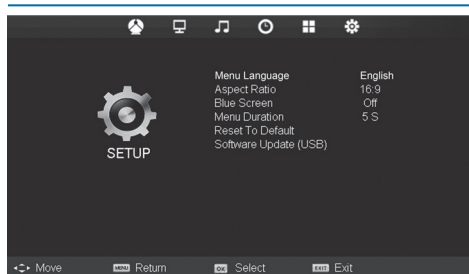 Menu Language English
Aspect Ratio 16:9
Blue Screen Off
Menu Duration 5 S
Reset To Default
Software Update (USB)
SETUP
Move MENU Return OK Select EXIT Exit